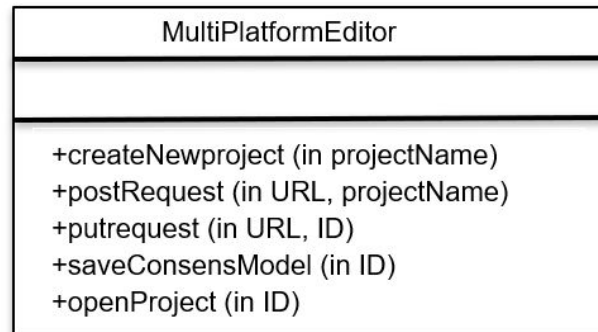 MultiPlatformEditor
+createNewproject (in projectName)
+postRequest (in URL, projectName)
+putrequest (in URL, ID)
+saveConsensModel (in ID)
+openProject (in ID)